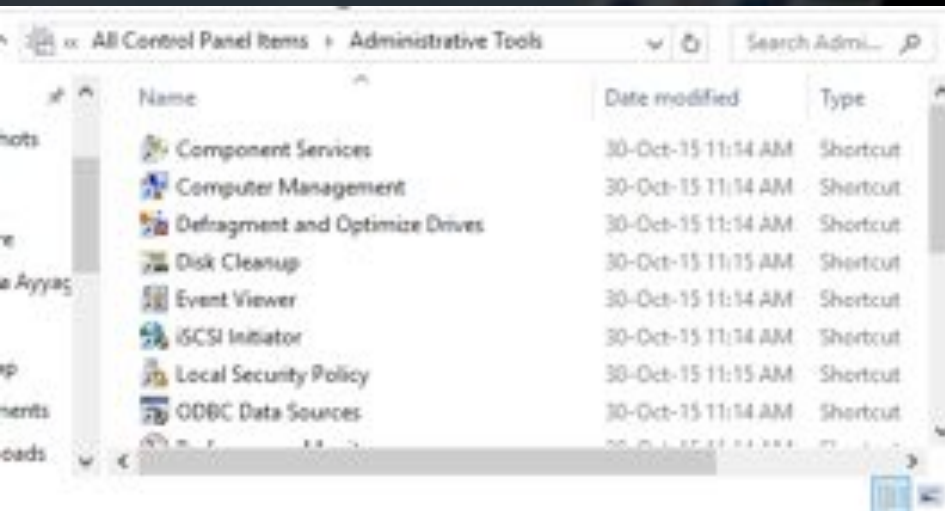 « All Control Panel Items › Administrative Tools
Search Admi...
Name Date modified Type
Component Services 30-Oct-15 11:14 AM Shortcut
Computer Management 30-Oct-15 11:14 AM Shortcut
Defragment and Optimize Drives 30-Oct-15 11:14 AM Shortcut
Disk Cleanup 30-Oct-15 11:15 AM Shortcut
Event Viewer 30-Oct-15 11:14 AM Shortcut
iSCSI Initiator 30-Oct-15 11:14 AM Shortcut
Local Security Policy 30-Oct-15 11:15 AM Shortcut
ODBC Data Sources 30-Oct-15 11:14 AM Shortcut
hots
re
a Ayyag
ap
ments
oads